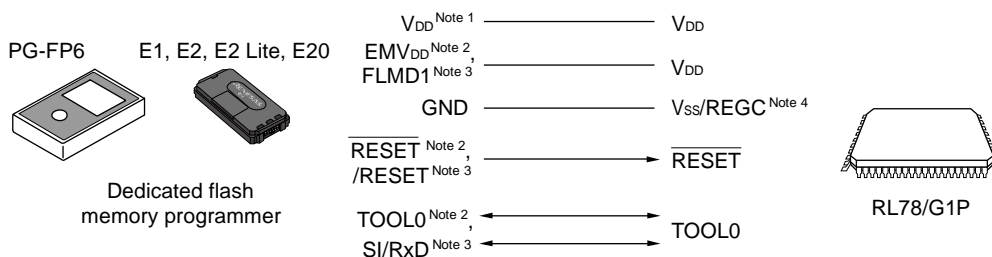 PG-FP6 E1, E2, E2 Lite, E20
Dedicated flash
memory programmer
VDD Note 1 VDD
EMVDD Note 2,
FLMD1 Note 3 VDD
GND VSS/REGC Note 4
RESET Note 2,
/RESET Note 3 RESET
TOOL0 Note 2,
SI/RxD Note 3 TOOL0
RL78/G1P